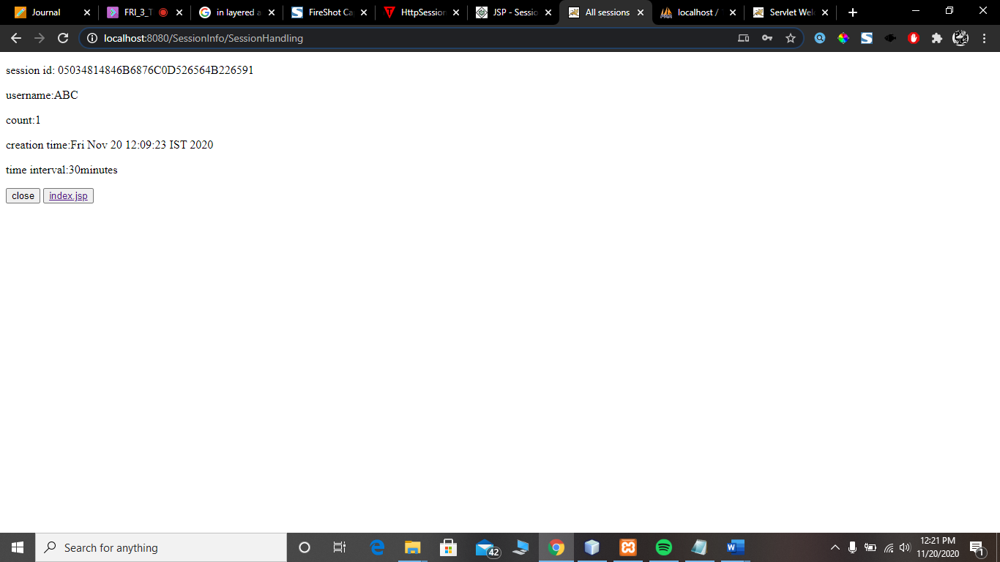 Journal
FRI_3_T
in layered a
FireShot Ca
HttpSession
JSP - Sessio
All sessions
localhost /
Servlet Wel
localhost:8080/SessionInfo/SessionHandling
session id: 05034814846B6876C0D526564B226591
username:ABC
count:1
creation time:Fri Nov 20 12:09:23 IST 2020
time interval:30minutes
close index.jsp
Search for anything
42
12:21 PM
11/20/2020
1